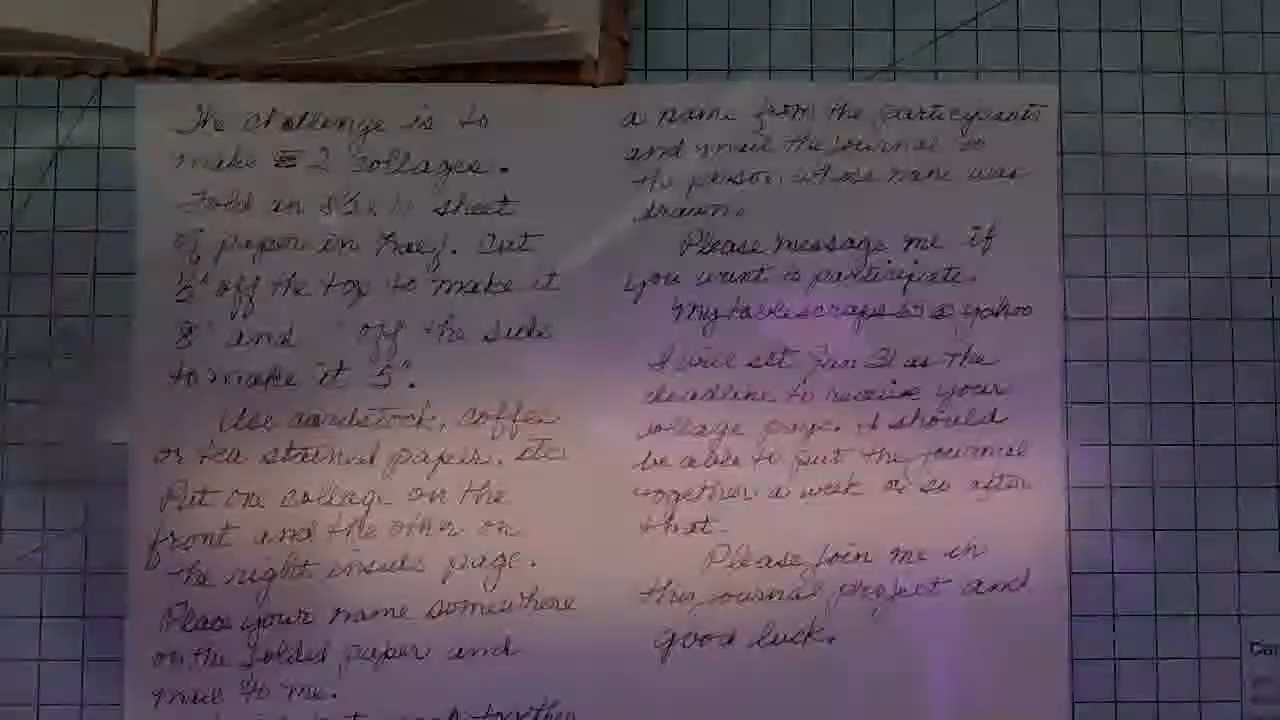 The challenge is to
make 2 collages.
Fold an 8½ x 11 sheet
of paper in half. Cut
½" off the top to make it
8" and off the side
to make it 5".
Use cardstock, coffee
or tea stained paper, etc
Put one collage on the
front and the other on
the right inside page.
Place your name somewhere
on the folded paper and
mail to me.
together
a name from the participants
and mail the journal to
the person whose name was
drawn.
Please message me if
you want to participate.
yahoo
I will set Jan 31 as the
deadline to receive your
collage page. I should
be able to put the journal
together a week or so after
that.
Please join me in
this journal project and
good luck.